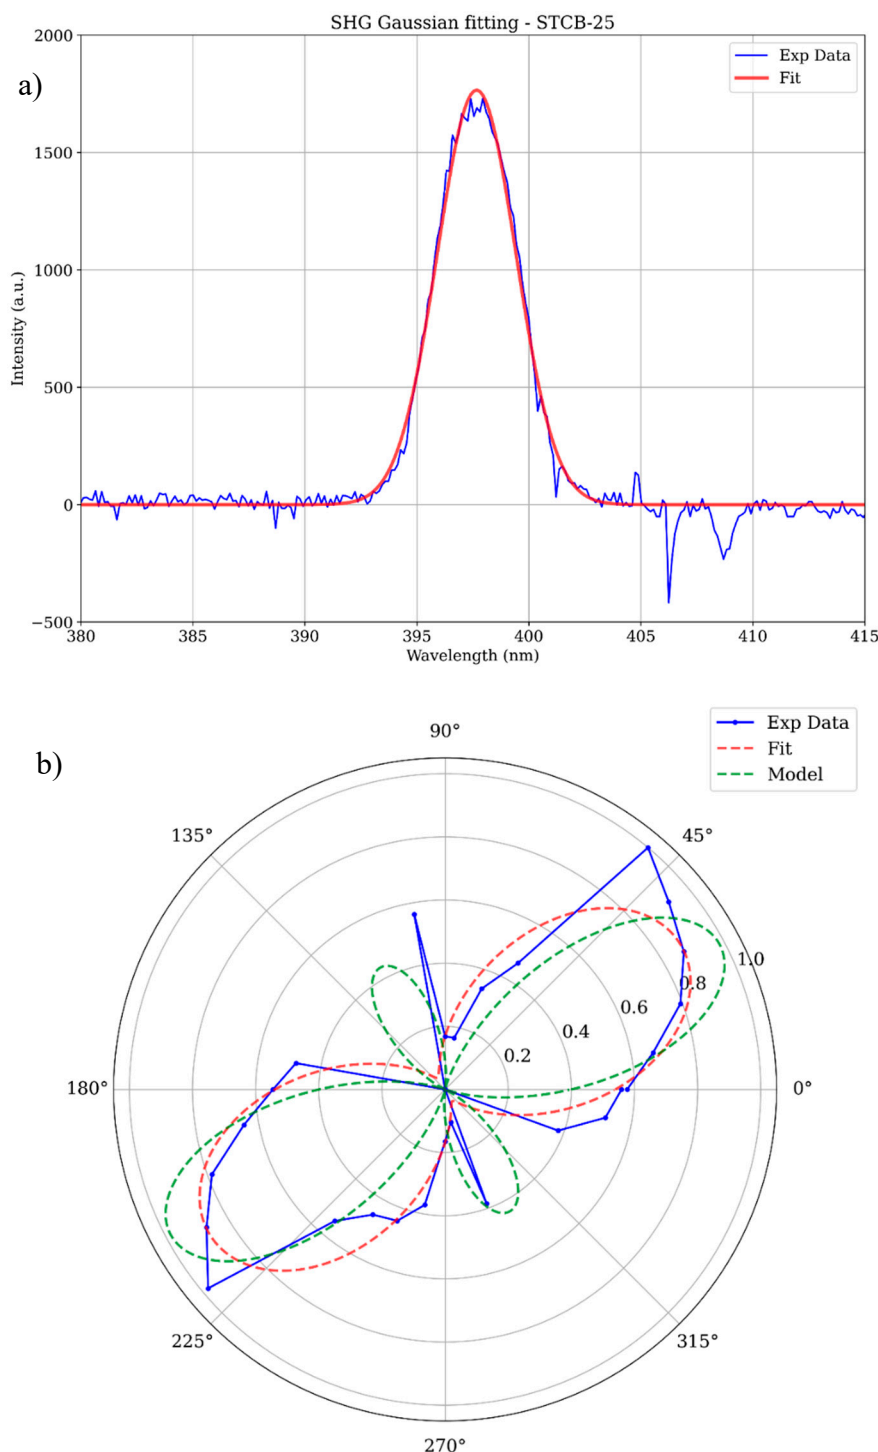 SHG Gaussian fitting - STCB-25
a)
Exp Data
Fit
2000
1500
1000
500
0
−500
Intensity (a.u.)
380 385 390 395 400 405 410 415
Wavelength (nm)
b)
Exp Data
Fit
Model
90°
135° 45°
1.0
0.8
0.6
0.4
0.2
180° 0°
225° 315°
270°